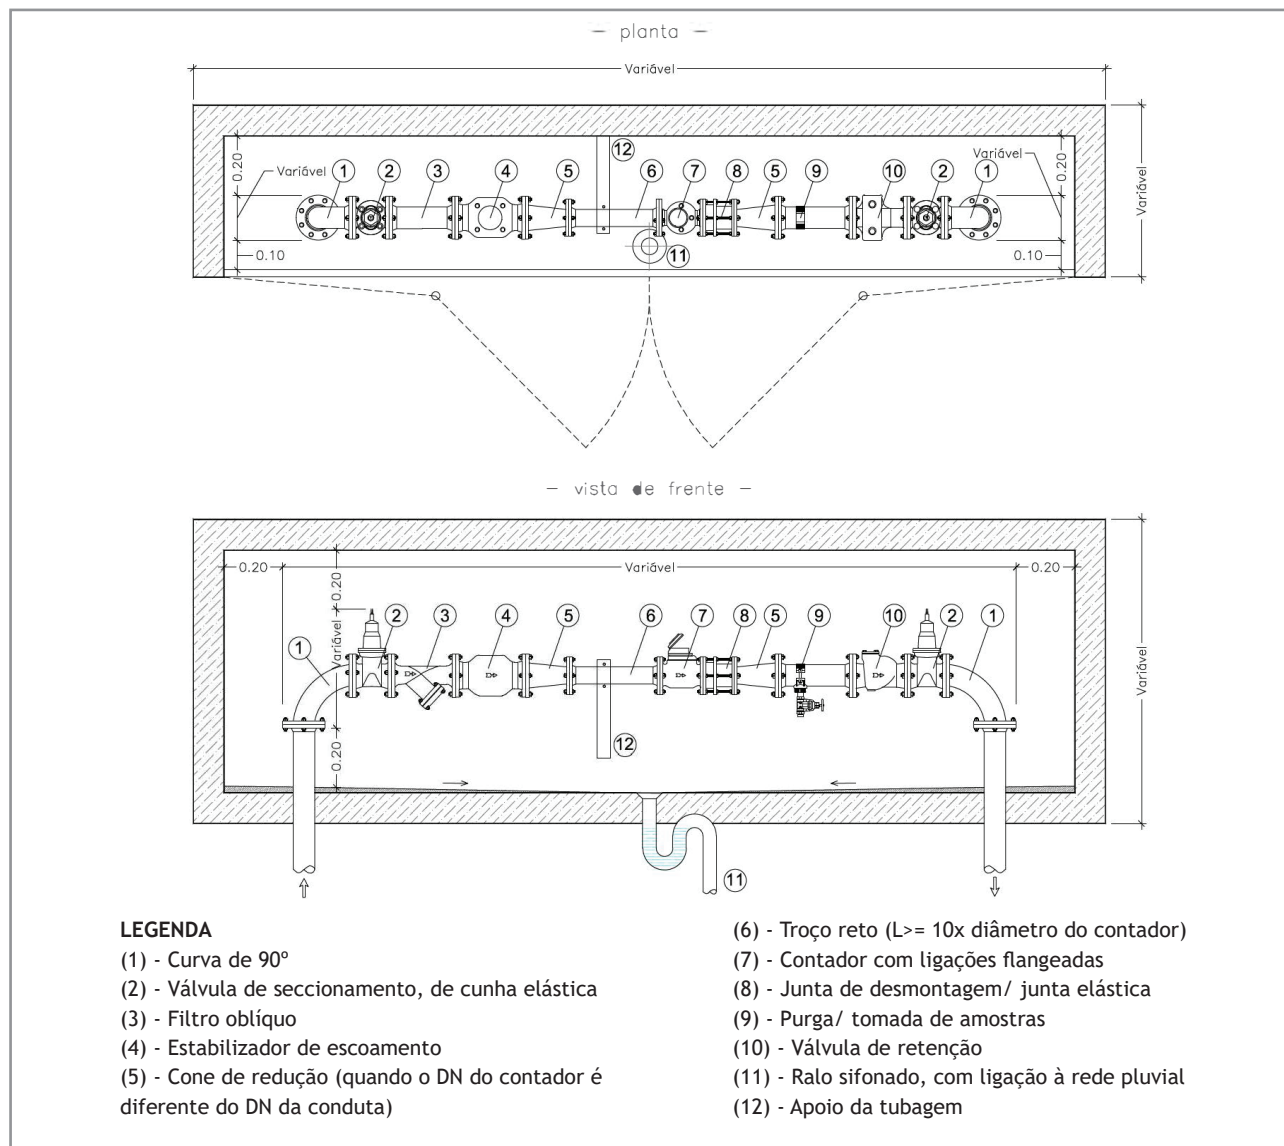 — planta —
Variável
0.20
Variável
1
2
3
4
5
12
6
7
8
5
9
10
2
1
Variável
0.20
Variável
0.10
11
0.10
— vista de frente —
0.20
0.20
Variável
0.20
Variável
1
2
3
4
5
6
7
8
5
9
10
2
1
Variável
0.20
12
11
LEGENDA
(1) - Curva de 90º
(2) - Válvula de seccionamento, de cunha elástica
(3) - Filtro oblíquo
(4) - Estabilizador de escoamento
(5) - Cone de redução (quando o DN do contador é
diferente do DN da conduta)
(6) - Troço reto (L>= 10x diâmetro do contador)
(7) - Contador com ligações flangeadas
(8) - Junta de desmontagem/ junta elástica
(9) - Purga/ tomada de amostras
(10) - Válvula de retenção
(11) - Ralo sifonado, com ligação à rede pluvial
(12) - Apoio da tubagem